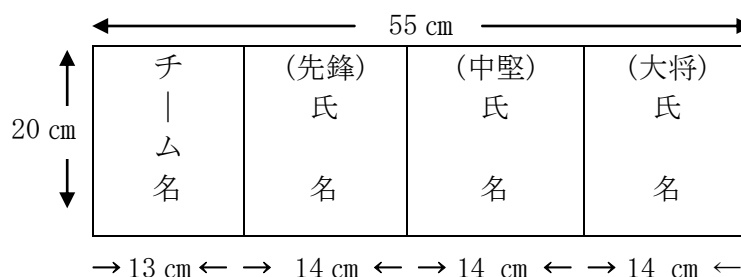 55 cm
チーム名
(先鋒)
氏名
(中堅)
氏名
(大将)
氏名
20 cm
→ 13 cm ← → 14 cm ← → 14 cm ← → 14 cm ←